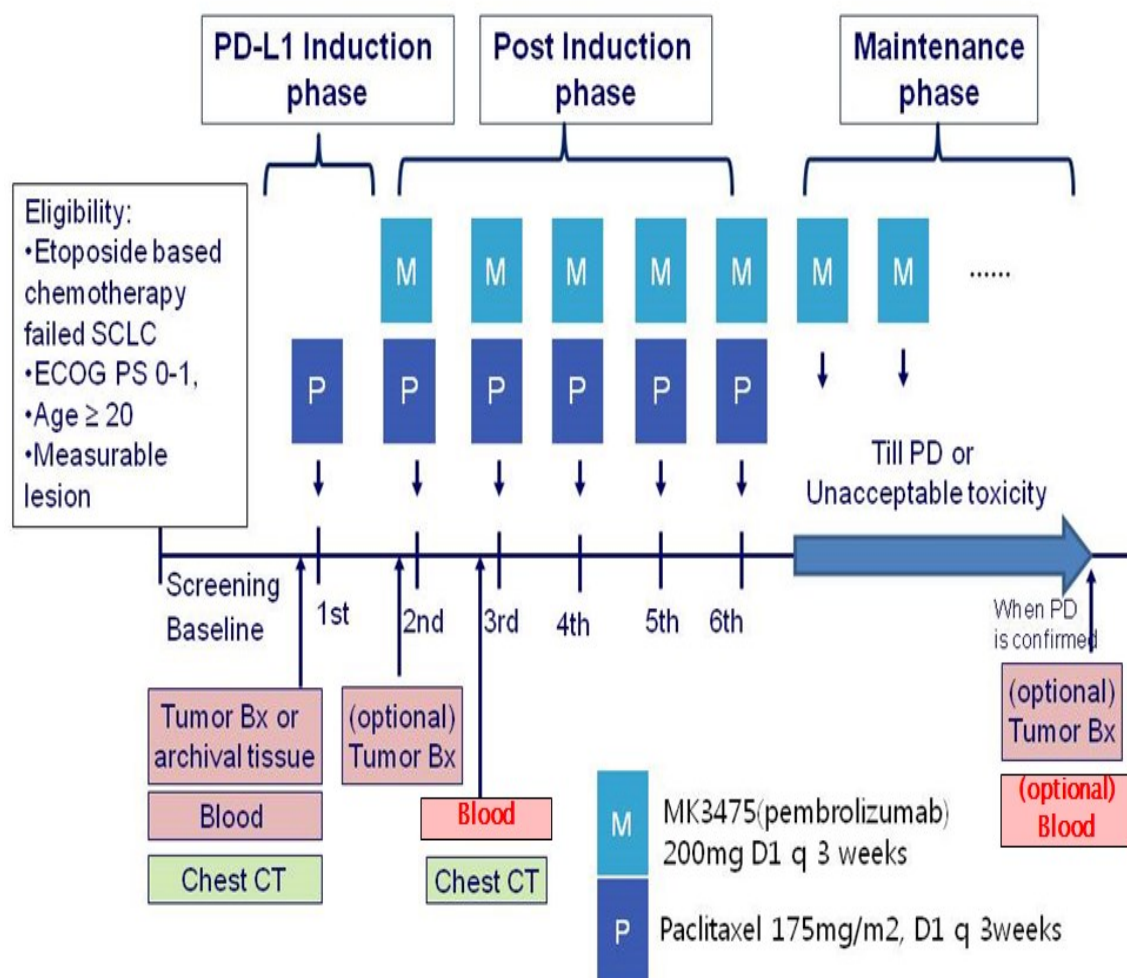 PD-L1 Induction
phase
Post Induction
phase
Maintenance
phase
Eligibility:
•Etoposide based
chemotherapy
failed SCLC
•ECOG PS 0-1,
•Age ≥ 20
•Measurable
lesion
M M M M M M M ......
P P P P P P
Till PD or
Unacceptable toxicity
Screening
Baseline
1st 2nd 3rd 4th 5th 6th
When PD
is confirmed
Tumor Bx or
archival tissue
Blood
Chest CT
(optional)
Tumor Bx
Blood
Chest CT
(optional)
Tumor Bx
(optional)
Blood
M MK3475(pembrolizumab)
200mg D1 q 3 weeks
P Paclitaxel 175mg/m2, D1 q 3weeks